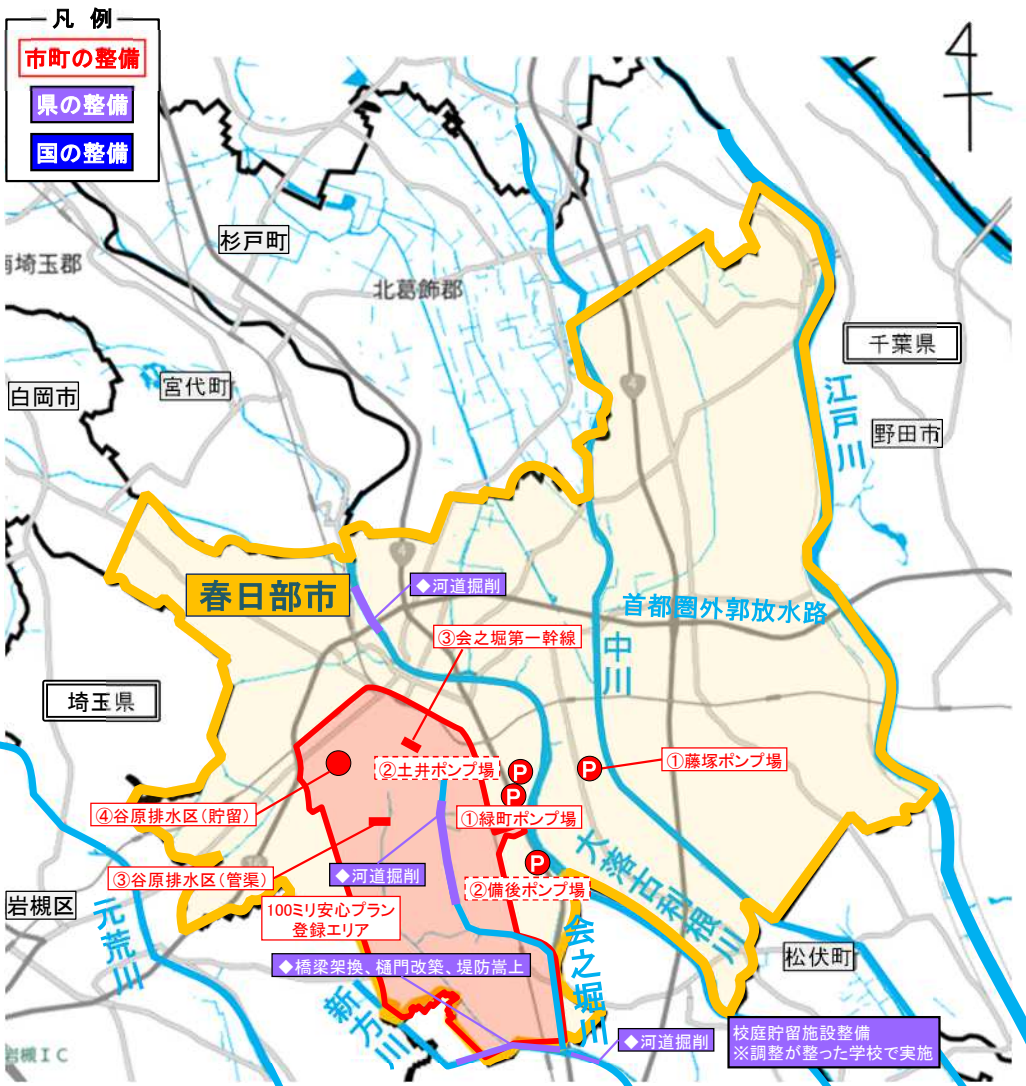 凡 例
市町の整備
県の整備
国の整備
4
杉戸町
埼玉郡
北葛飾郡
千葉県
白岡市
宮代町
4
江戸川
野田市
4
春日部市
◆河道掘削
首都圏外郭放水路
③会之堀第一幹線
中川
埼玉県
②土井ポンプ場
P
P
①藤塚ポンプ場
P
④谷原排水区(貯留)
①緑町ポンプ場
16
③谷原排水区(管渠)
◆河道掘削
P
②備後ポンプ場
大落古利根川
岩槻区
元荒川
100ミリ安心プラン
登録エリア
会之堀川
◆橋梁架換、樋門改築、堤防嵩上
松伏町
新方川
◆河道掘削
校庭貯留施設整備
※調整が整った学校で実施
岩槻IC